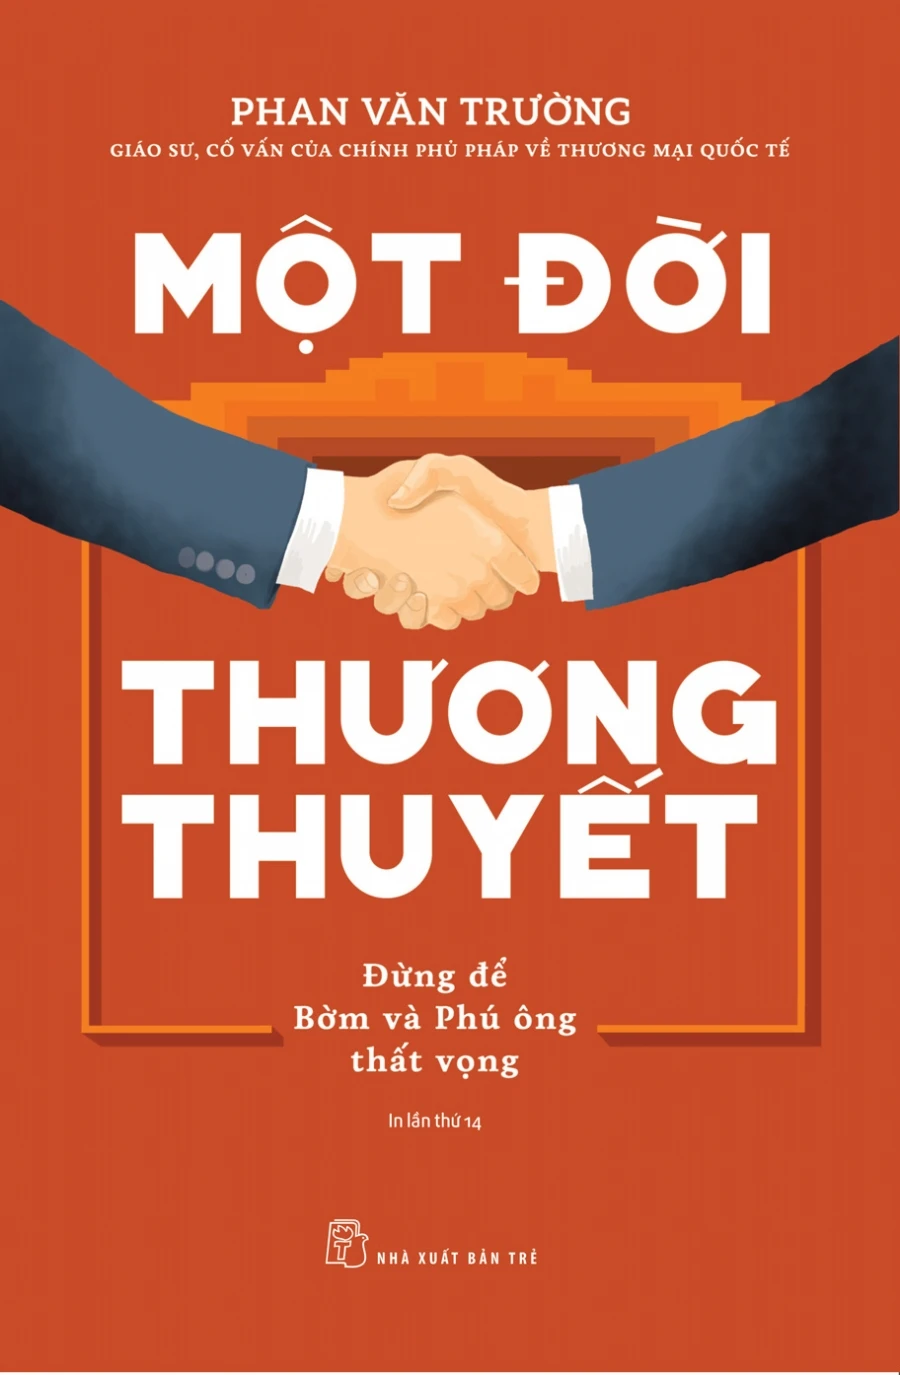 PHAN VĂN TRƯỜNG
GIÁO SƯ, CỐ VẤN CỦA CHÍNH PHỦ PHÁP VỀ THƯƠNG MẠI QUỐC TẾ
MỘT ĐỜI
THƯƠNG
THUYẾT
Đừng để
Bờm và Phú ông
thất vọng
In lần thứ 14
NHÀ XUẤT BẢN TRẺ